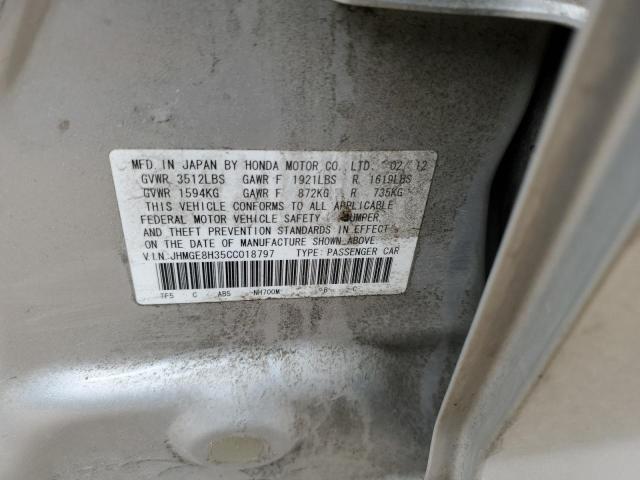 MFD. IN JAPAN BY HONDA MOTOR CO., LTD. 02/12
GVWR 3512LBS GAWR F 1921LBS R 1619LBS
GVWR 1594KG GAWR F 872KG R 735KG
THIS VEHICLE CONFORMS TO ALL APPLICABLE
FEDERAL MOTOR VEHICLE SAFETY BUMPER,
AND THEFT PREVENTION STANDARDS IN EFFECT
ON THE DATE OF MANUFACTURE SHOWN ABOVE.
V.I.N.:JHMGE8H35CC018797 TYPE: PASSENGER CAR
TF5 C AB5 NH700M B C